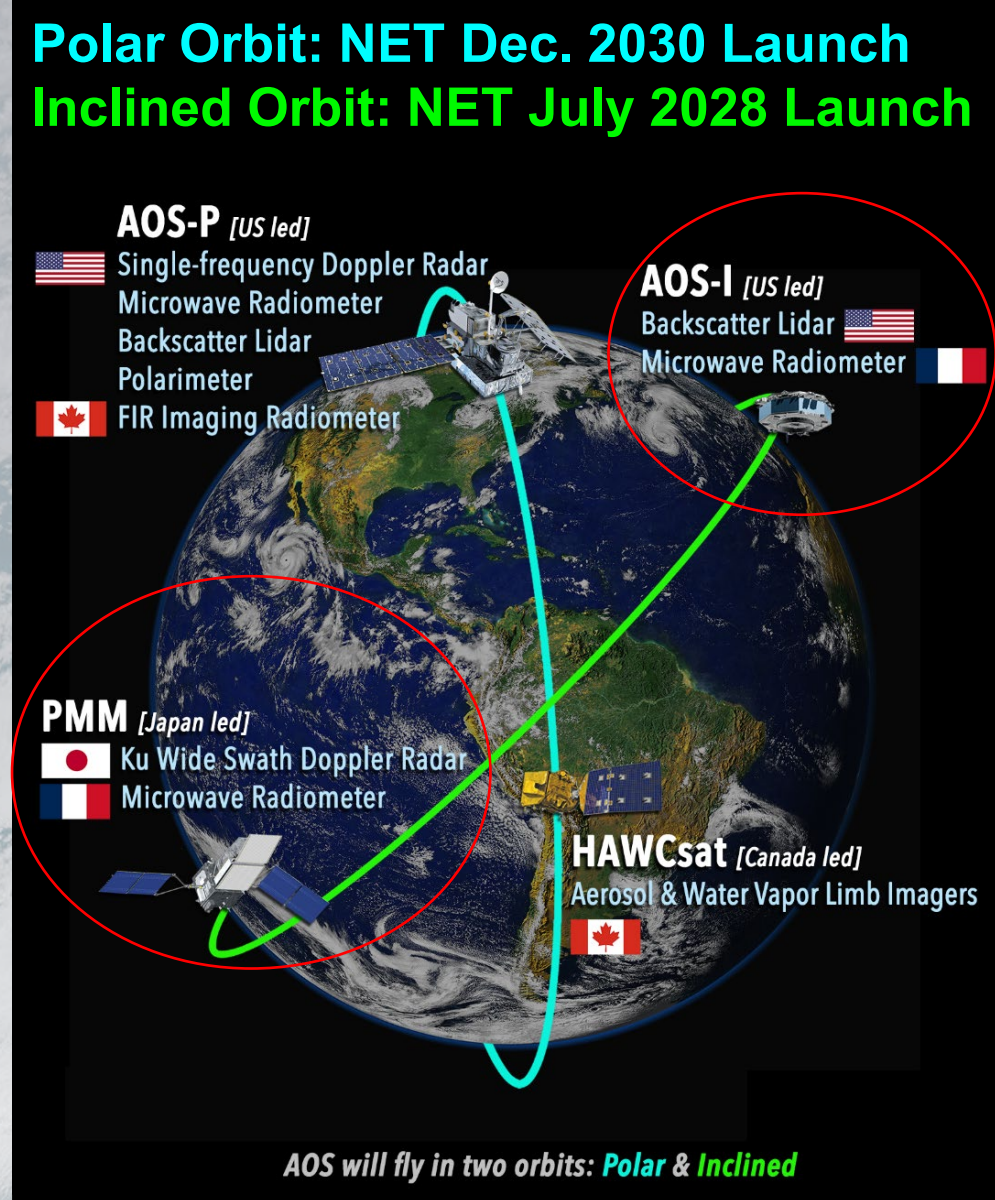 Polar Orbit: NET Dec. 2030 Launch
Inclined Orbit: NET July 2028 Launch
AOS-P [US led]
Single-frequency Doppler Radar
Microwave Radiometer
Backscatter Lidar
Polarimeter
FIR Imaging Radiometer
AOS-I [US led]
Backscatter Lidar
Microwave Radiometer
PMM [Japan led]
Ku Wide Swath Doppler Radar
Microwave Radiometer
HAWCsat [Canada led]
Aerosol & Water Vapor Limb Imagers
AOS will fly in two orbits: Polar & Inclined